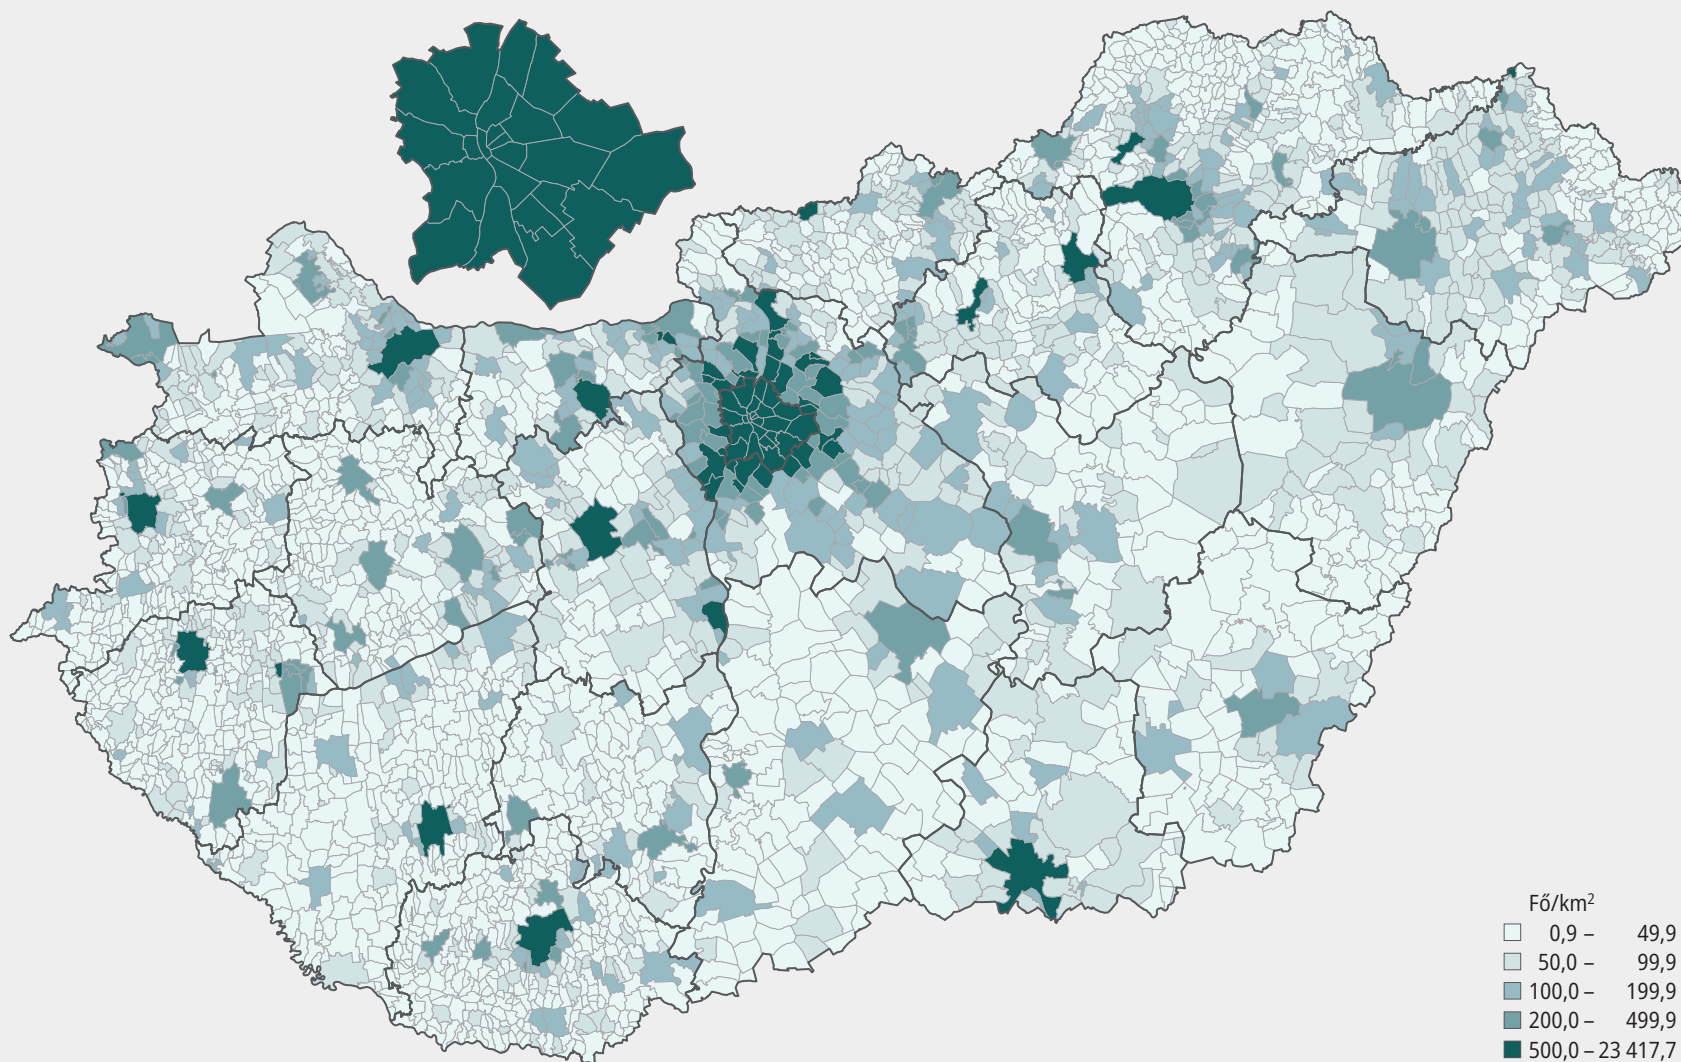 Fő/km²
0,9 – 49,9
50,0 – 99,9
100,0 – 199,9
200,0 – 499,9
500,0 – 23 417,7